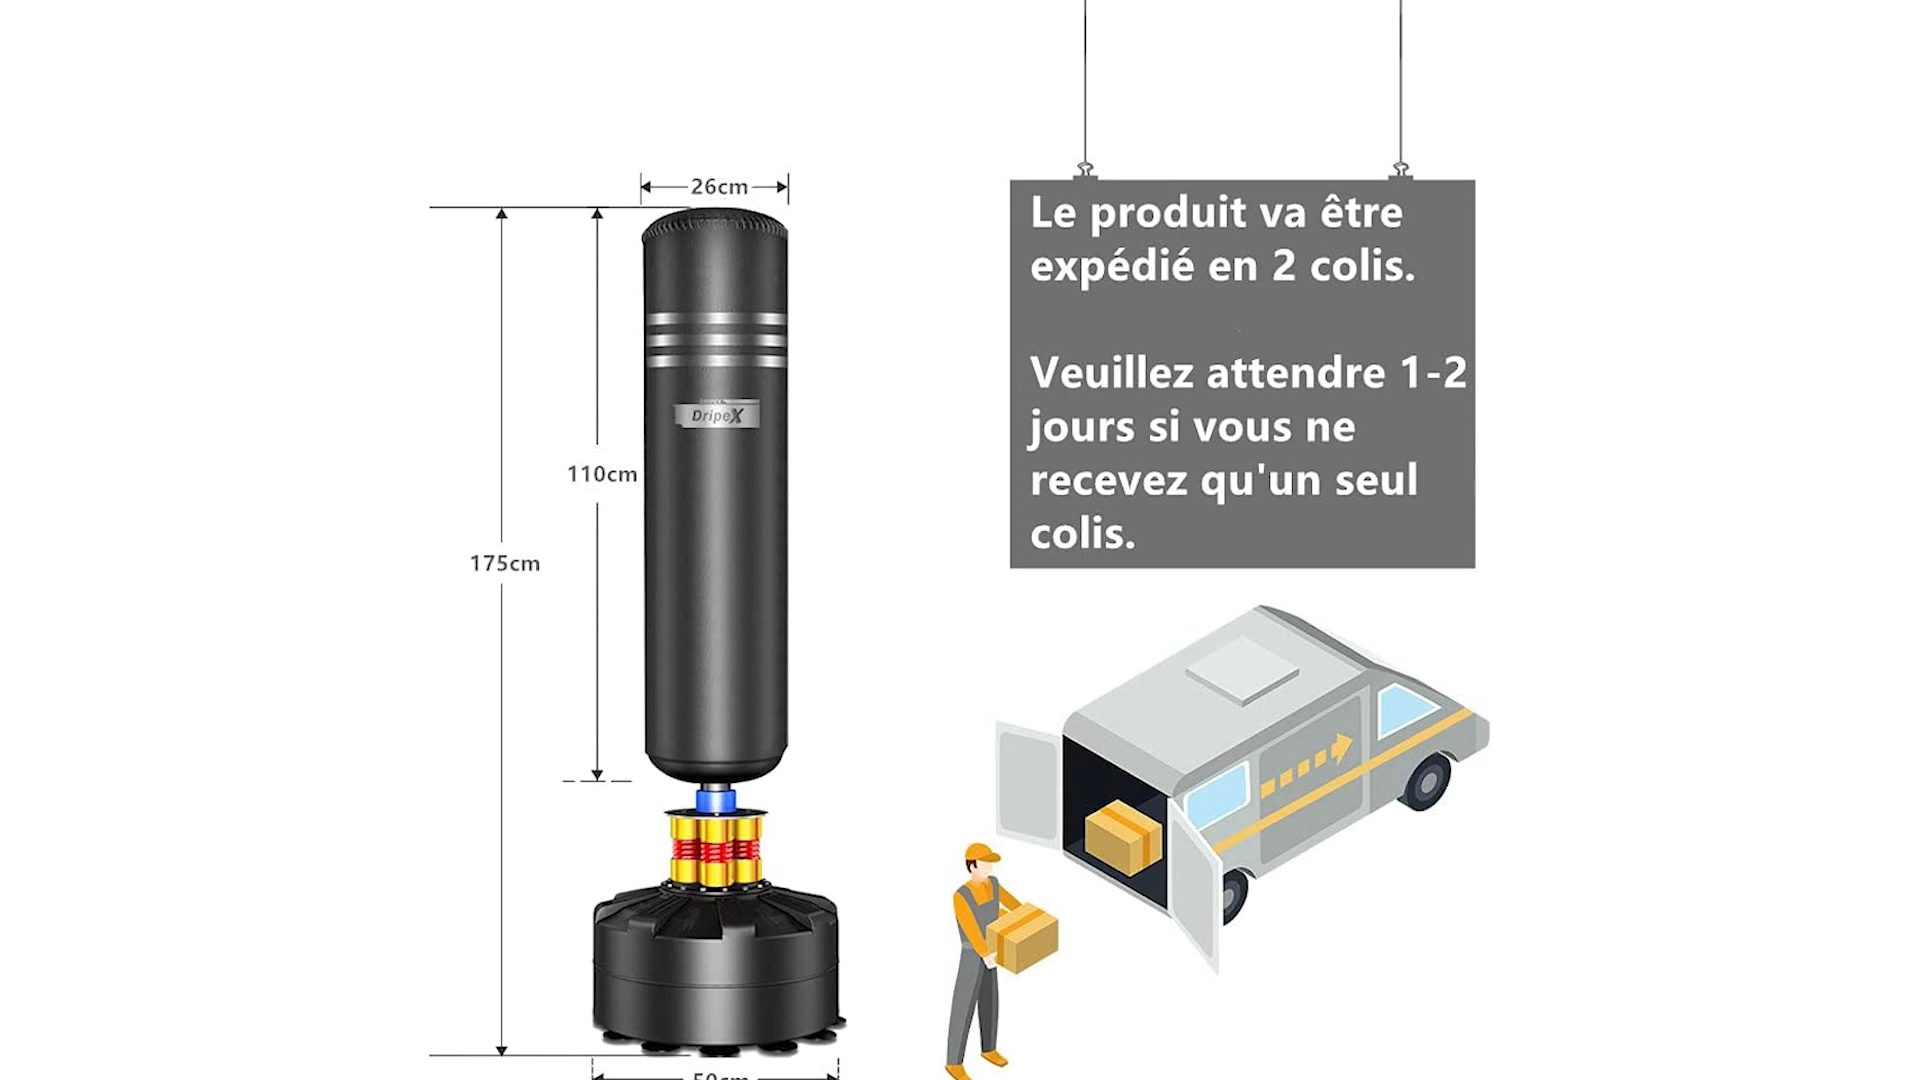 26cm
Le produit va être
expédié en 2 colis.
Veuillez attendre 1-2
jours si vous ne
recevez qu'un seul
colis.
DripeX
110cm
175cm
50cm